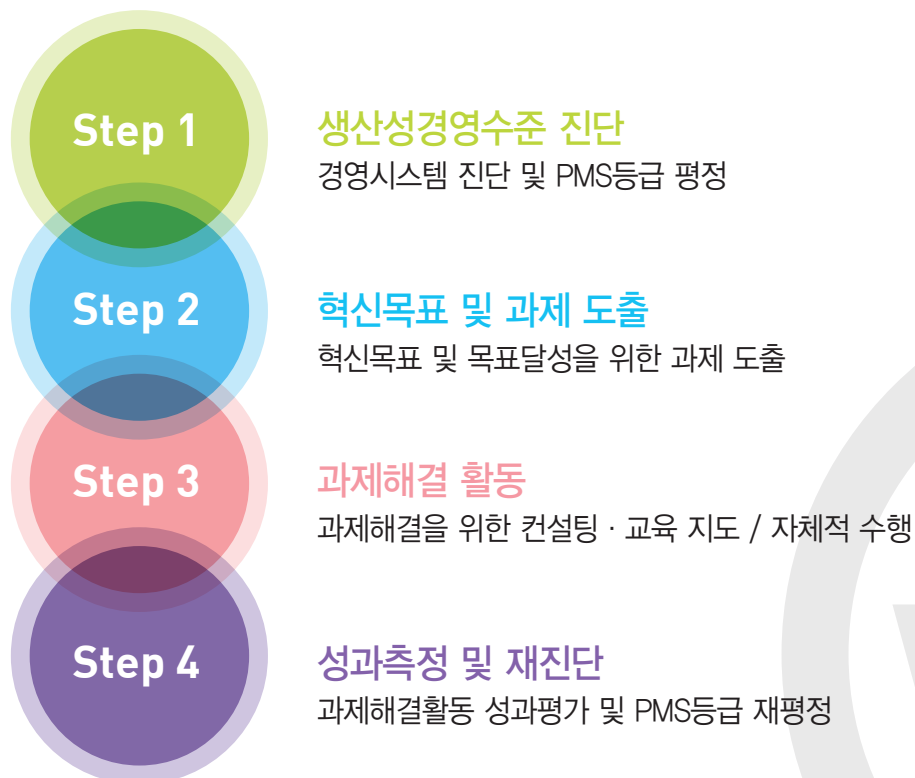 Step 1
생산성경영수준 진단
경영시스템 진단 및 PMS등급 평정
Step 2
혁신목표 및 과제 도출
혁신목표 및 목표달성을 위한 과제 도출
Step 3
과제해결 활동
과제해결을 위한 컨설팅 · 교육 지도 / 자체적 수행
Step 4
성과측정 및 재진단
과제해결활동 성과평가 및 PMS등급 재평정